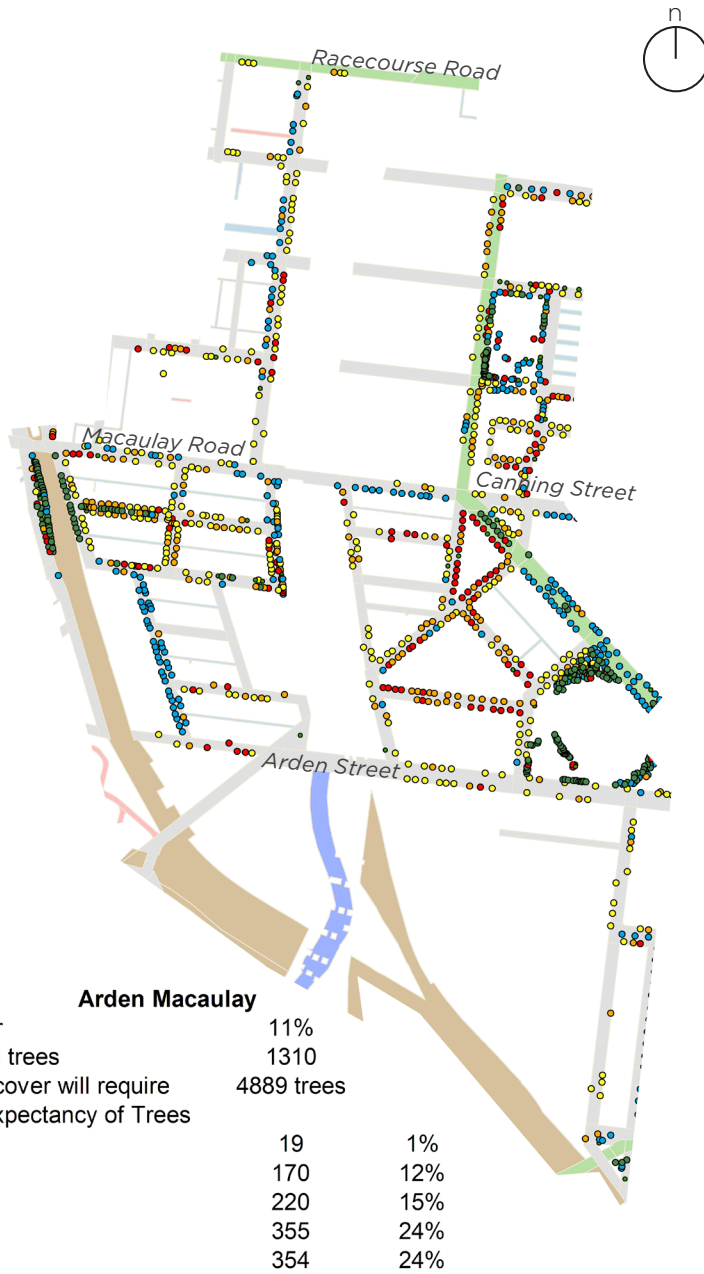 n
Racecourse Road
Macaulay Road
Canning Street
Arden Street
Arden Macaulay
11%
trees 1310
cover will require 4889 trees
xpectancy of Trees
19 1%
170 12%
220 15%
355 24%
354 24%